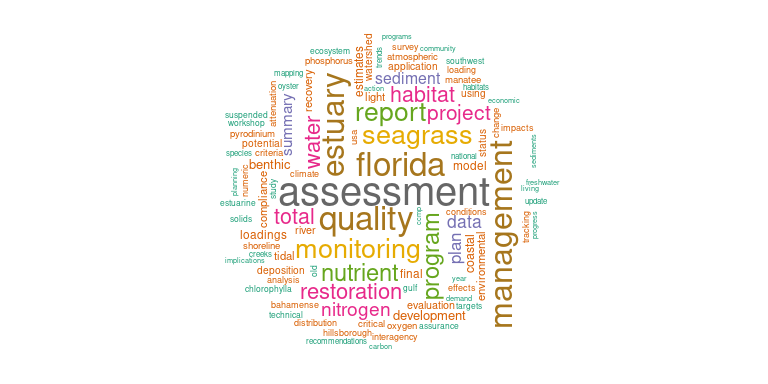 programs
survey
community
ecosystem
phosphorus
watershed
trends
atmospheric
southwest
application
loading
mapping
oyster
recovery
estimates
sediment
manatee
action
habitats
attenuation
light
habitat
using
economic
suspended
workshop
summary
estuary
report
project
change
impacts
pyrodinium
potential
water
usa
seagrass
status
species
criteria
benthic
florida
national
model
sediments
planning
numeric
study
climate
assessment
management
freshwater
living
estuarine
compliance
total
quality
comp
conditions
update
solids
river
program
data
tracking
progress
loadings
shoreline
creeks
tidal
monitoring
plan
coastal
environmental
implications
deposition
analysis
old
nutrient
final
year
effects
chlorophylla
restoration
gulf
demand
bahamense
technical
nitrogen
evaluation
targets
development
distribution
critical
oxygen
assurance
hillsborough
interagency
recommendations
carbon